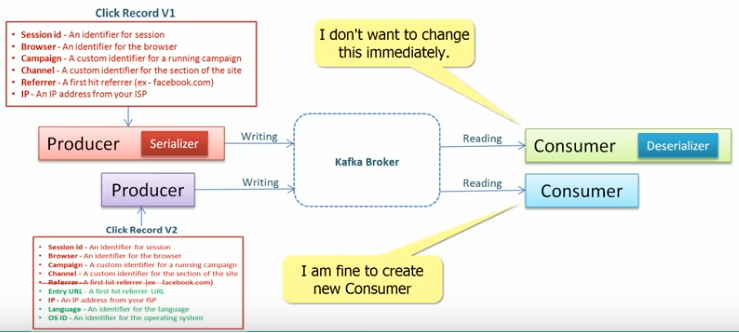 Click Record V1
• Session id - An identifier for session
• Browser - An identifier for the browser
• Campaign - A custom identifier for a running campaign
• Channel - A custom identifier for the section of the site
• Referrer - A first hit referrer (ex - facebook.com)
• IP - An IP address from your ISP
I don't want to change
this immediately.
Producer
Serializer
Writing
Kafka Broker
Reading
Consumer
Deserializer
Producer
Writing
Reading
Consumer
Click Record V2
• Session id - An identifier for session
• Browser - An identifier for the browser
• Campaign - A custom identifier for a running campaign
• Channel - A custom identifier for the section of the site
• Referrer - A first hit referrer (ex - facebook.com)
• Entry URL - A first hit referrer URL
• IP - An IP address from your ISP
• Language - An identifier for the language
• OS ID - An identifier for the operating system
I am fine to create
new Consumer